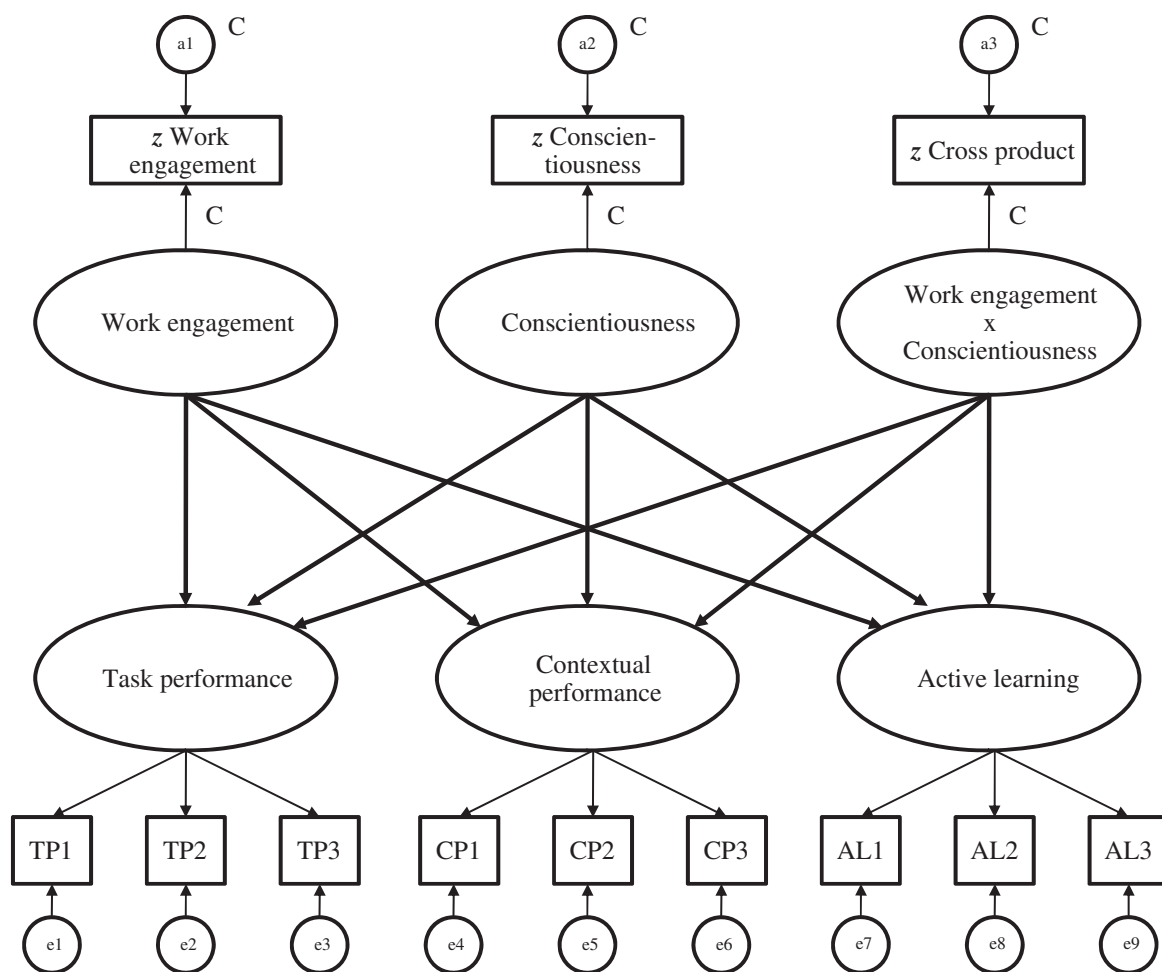 a1
C
a2
C
a3
C
z Work
engagement
z Conscien-
tiousness
z Cross product
C
C
C
Work engagement
Conscientiousness
Work engagement
x
Conscientiousness
Task performance
Contextual
performance
Active learning
TP1
TP2
TP3
CP1
CP2
CP3
AL1
AL2
AL3
e1
e2
e3
e4
e5
e6
e7
e8
e9